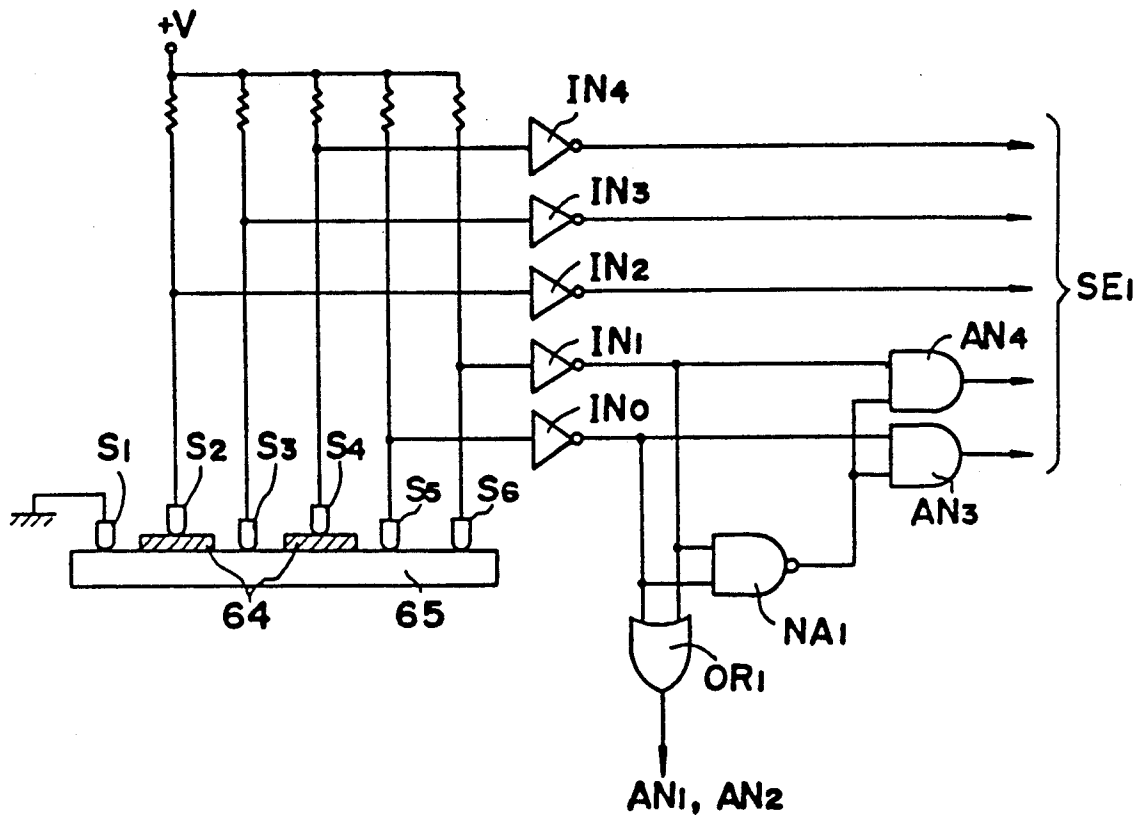 +V
IN4
IN3
IN2
SE1
IN1
AN4
IN0
S1
S2
S3
S4
S5
S6
AN3
64
65
NA1
OR1
AN1, AN2